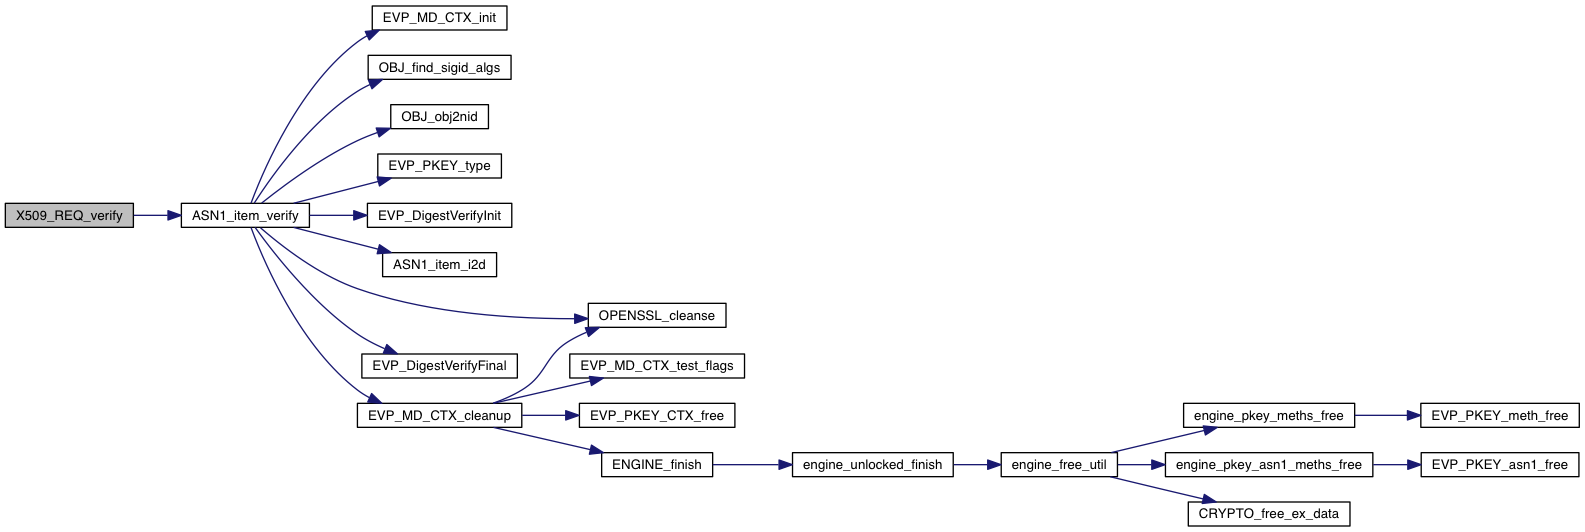 EVP_MD_CTX_init
OBJ_find_sigid_algs
OBJ_obj2nid
EVP_PKEY_type
X509_REQ_verify
ASN1_item_verify
EVP_DigestVerifyInit
ASN1_item_i2d
OPENSSL_cleanse
EVP_DigestVerifyFinal
EVP_MD_CTX_test_flags
EVP_MD_CTX_cleanup
EVP_PKEY_CTX_free
engine_pkey_meths_free
EVP_PKEY_meth_free
ENGINE_finish
engine_unlocked_finish
engine_free_util
engine_pkey_asn1_meths_free
EVP_PKEY_asn1_free
CRYPTO_free_ex_data